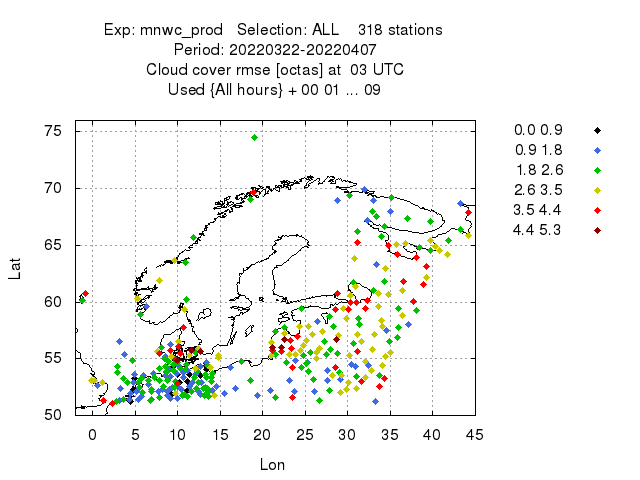 Exp: mnwc_prod Selection: ALL 318 stations
Period: 20220322-20220407
Cloud cover rmse [octas] at 03 UTC
Used {All hours} + 00 01 ... 09
0.0 0.9
0.9 1.8
1.8 2.6
2.6 3.5
3.5 4.4
4.4 5.3
75
70
65
60
55
50
Lat
0 5 10 15 20 25 30 35 40 45
Lon